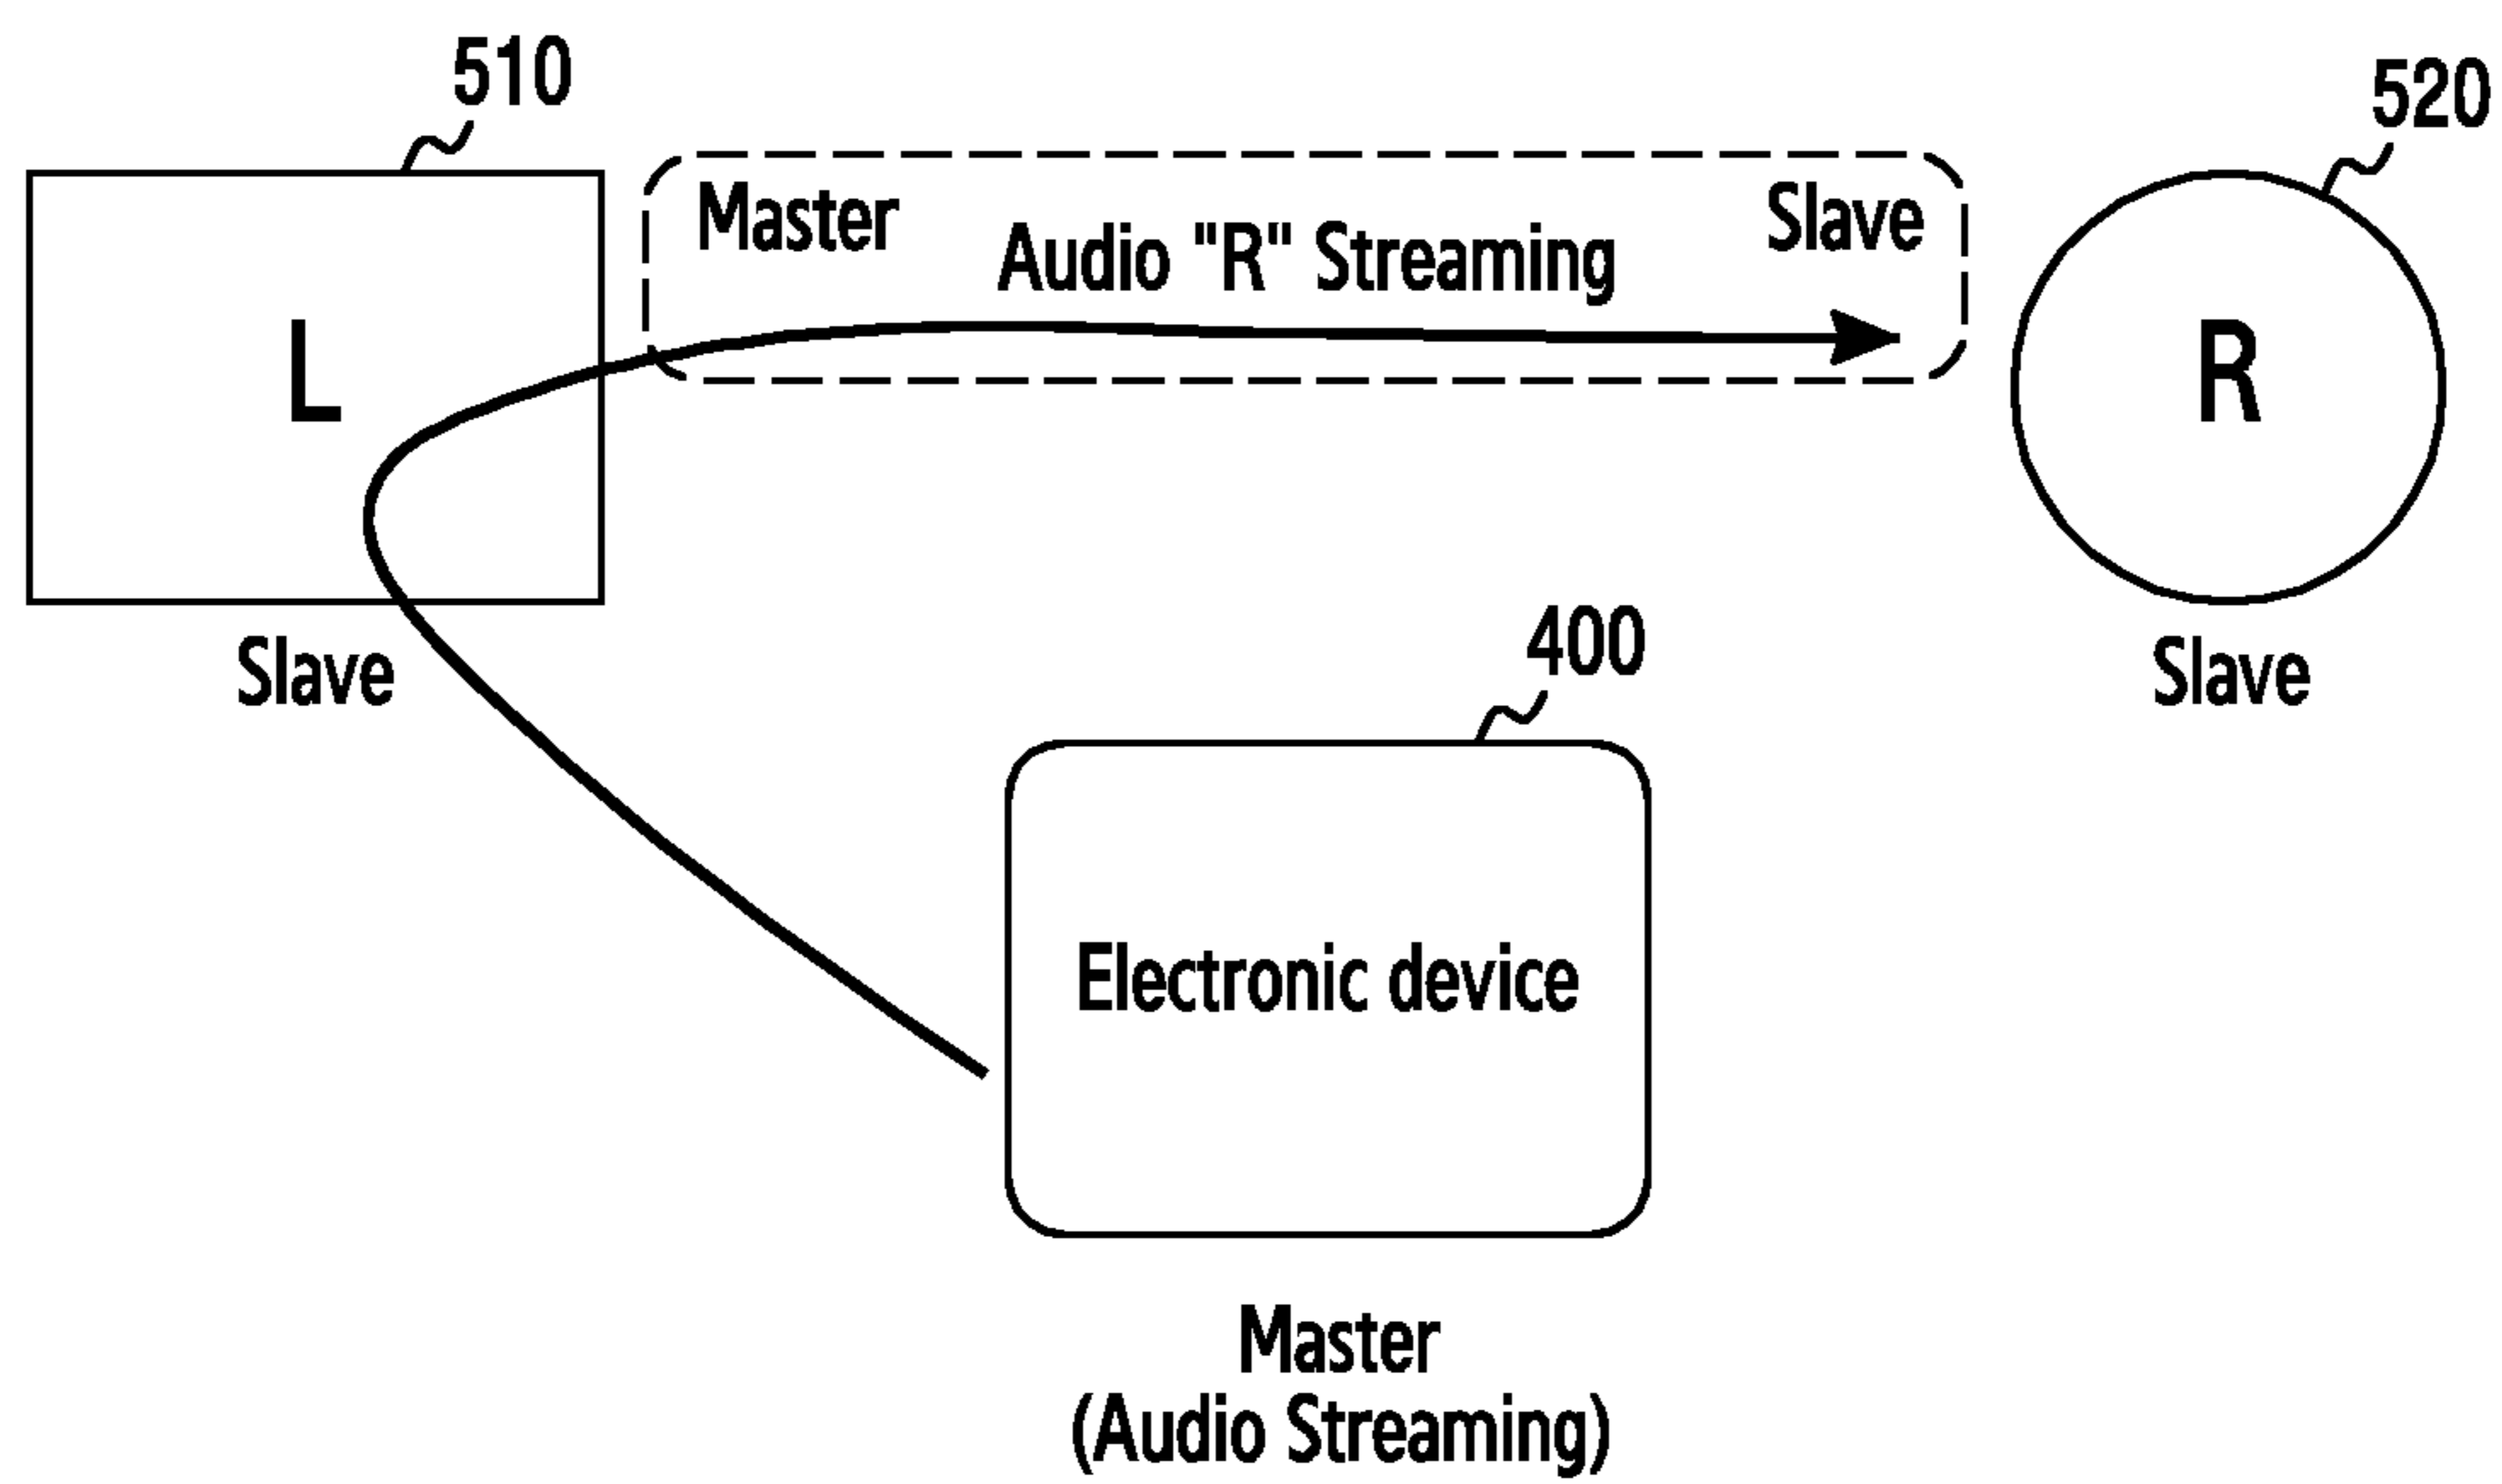 510
520
Master
Slave
Audio "R" Streaming
L
R
Slave
Slave
400
Electronic device
Master
(Audio Streaming)